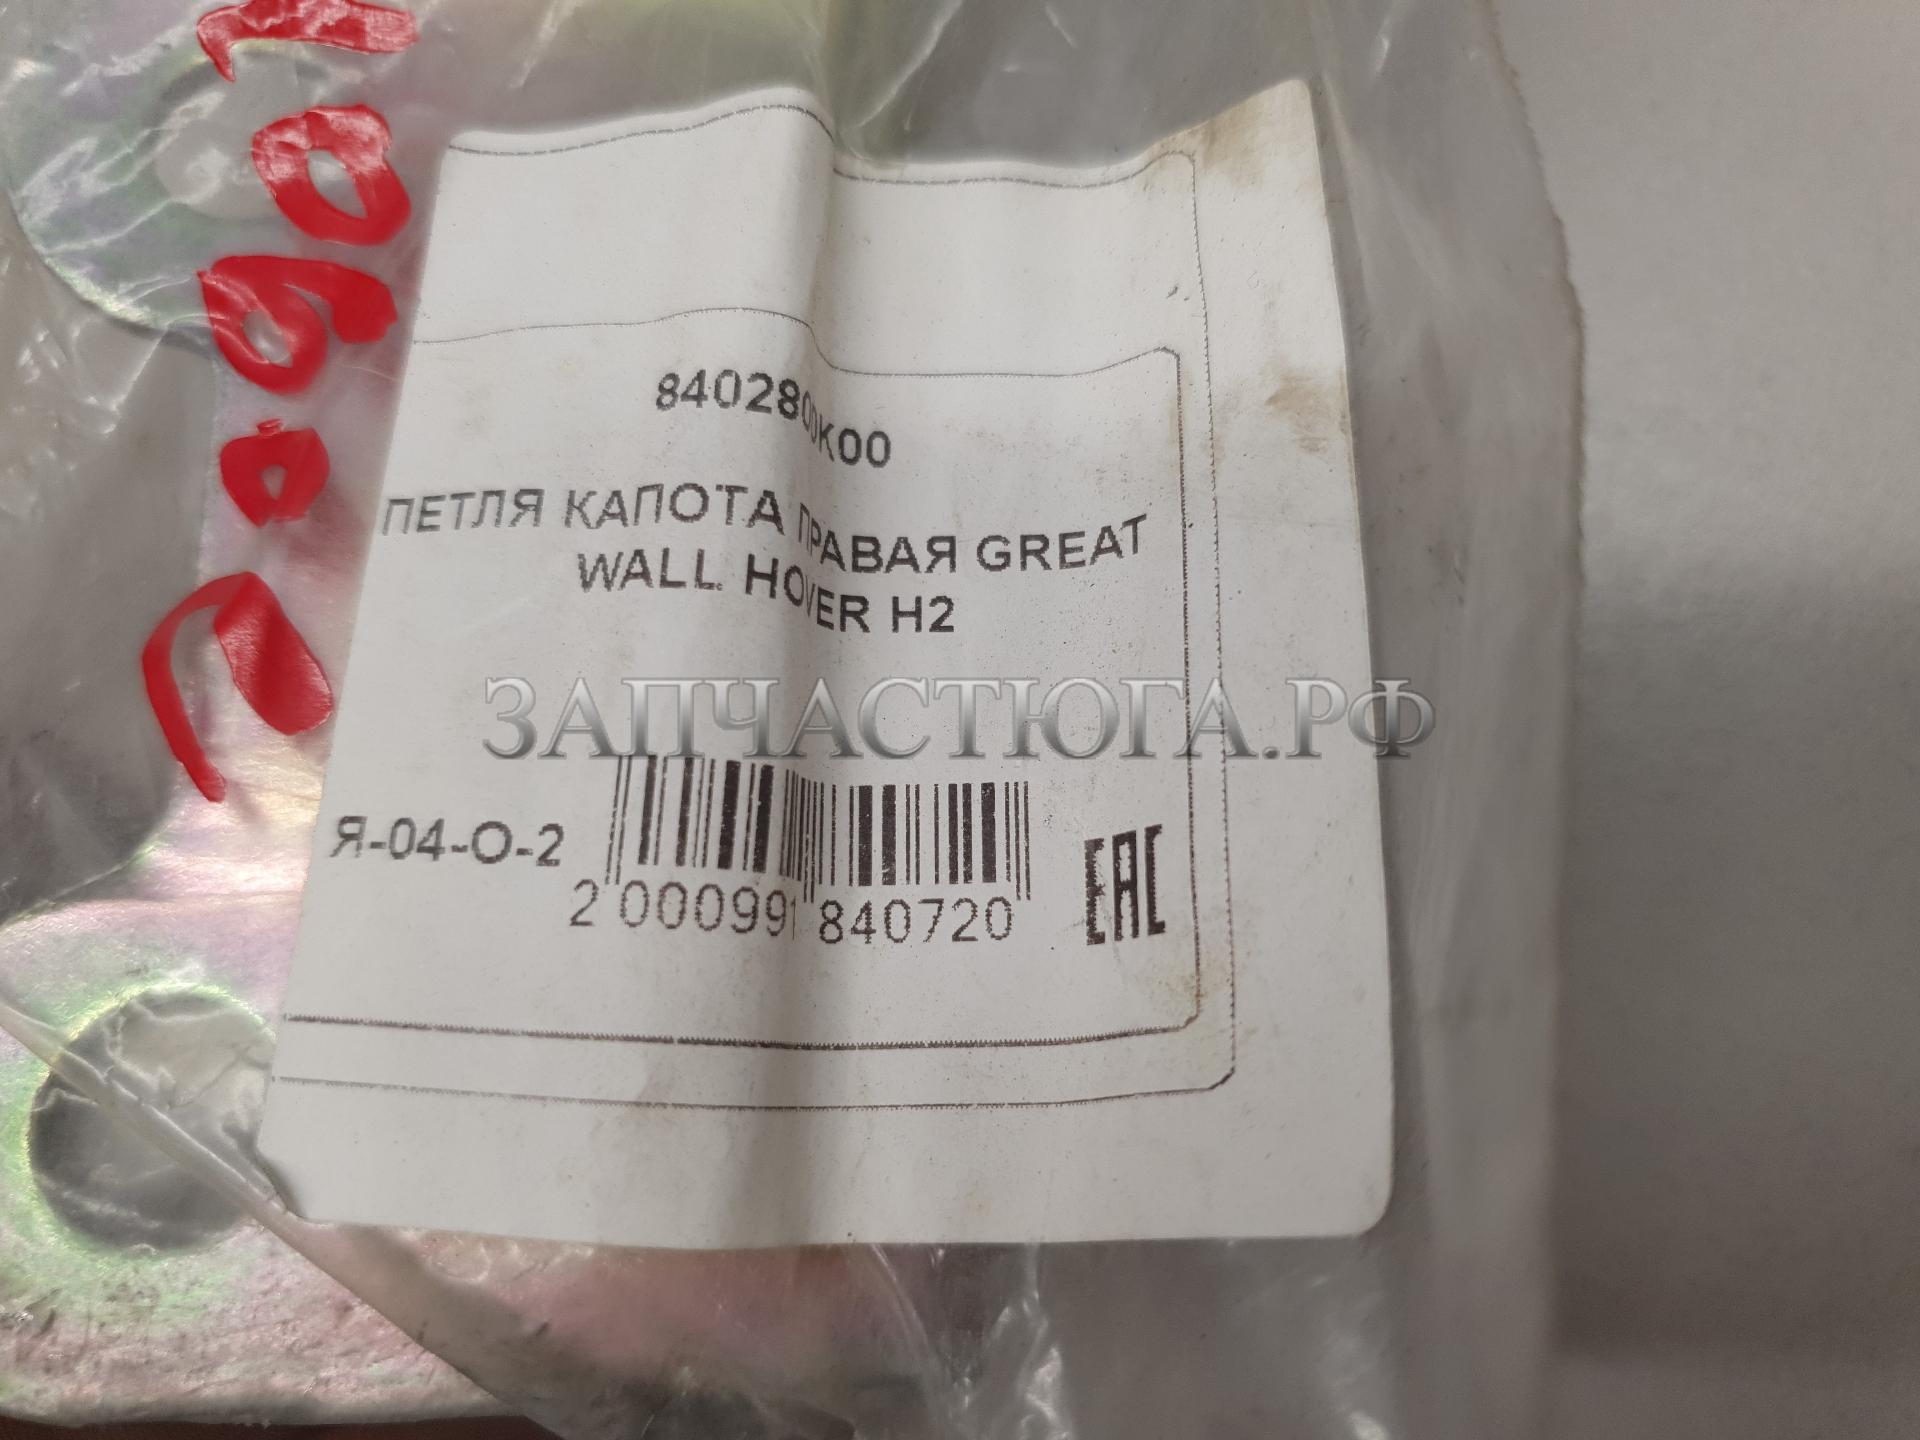 8402800K00
ПЕТЛЯ КАПОТА ПРАВАЯ GREAT
WALL HOVER H2
ЗАПЧАСТЮГА.РФ
Я-04-О-2
2 000991 840720
EAC